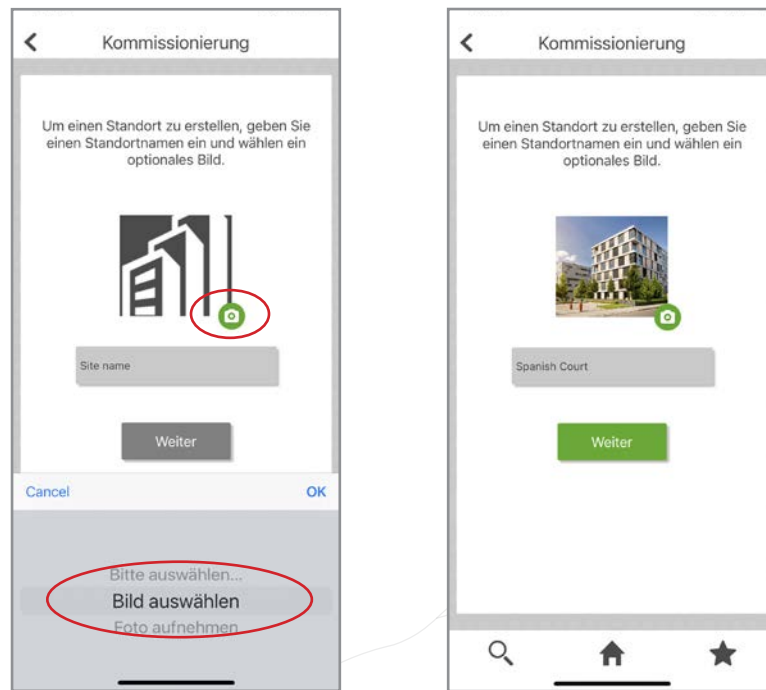 Kommissionierung
Um einen Standort zu erstellen, geben Sie
einen Standortnamen ein und wählen ein
optionales Bild.
Site name
Weiter
Cancel
OK
Bitte auswählen...
Bild auswählen
Foto aufnehmen
Kommissionierung
Um einen Standort zu erstellen, geben Sie
einen Standortnamen ein und wählen ein
optionales Bild.
Spanish Court
Weiter